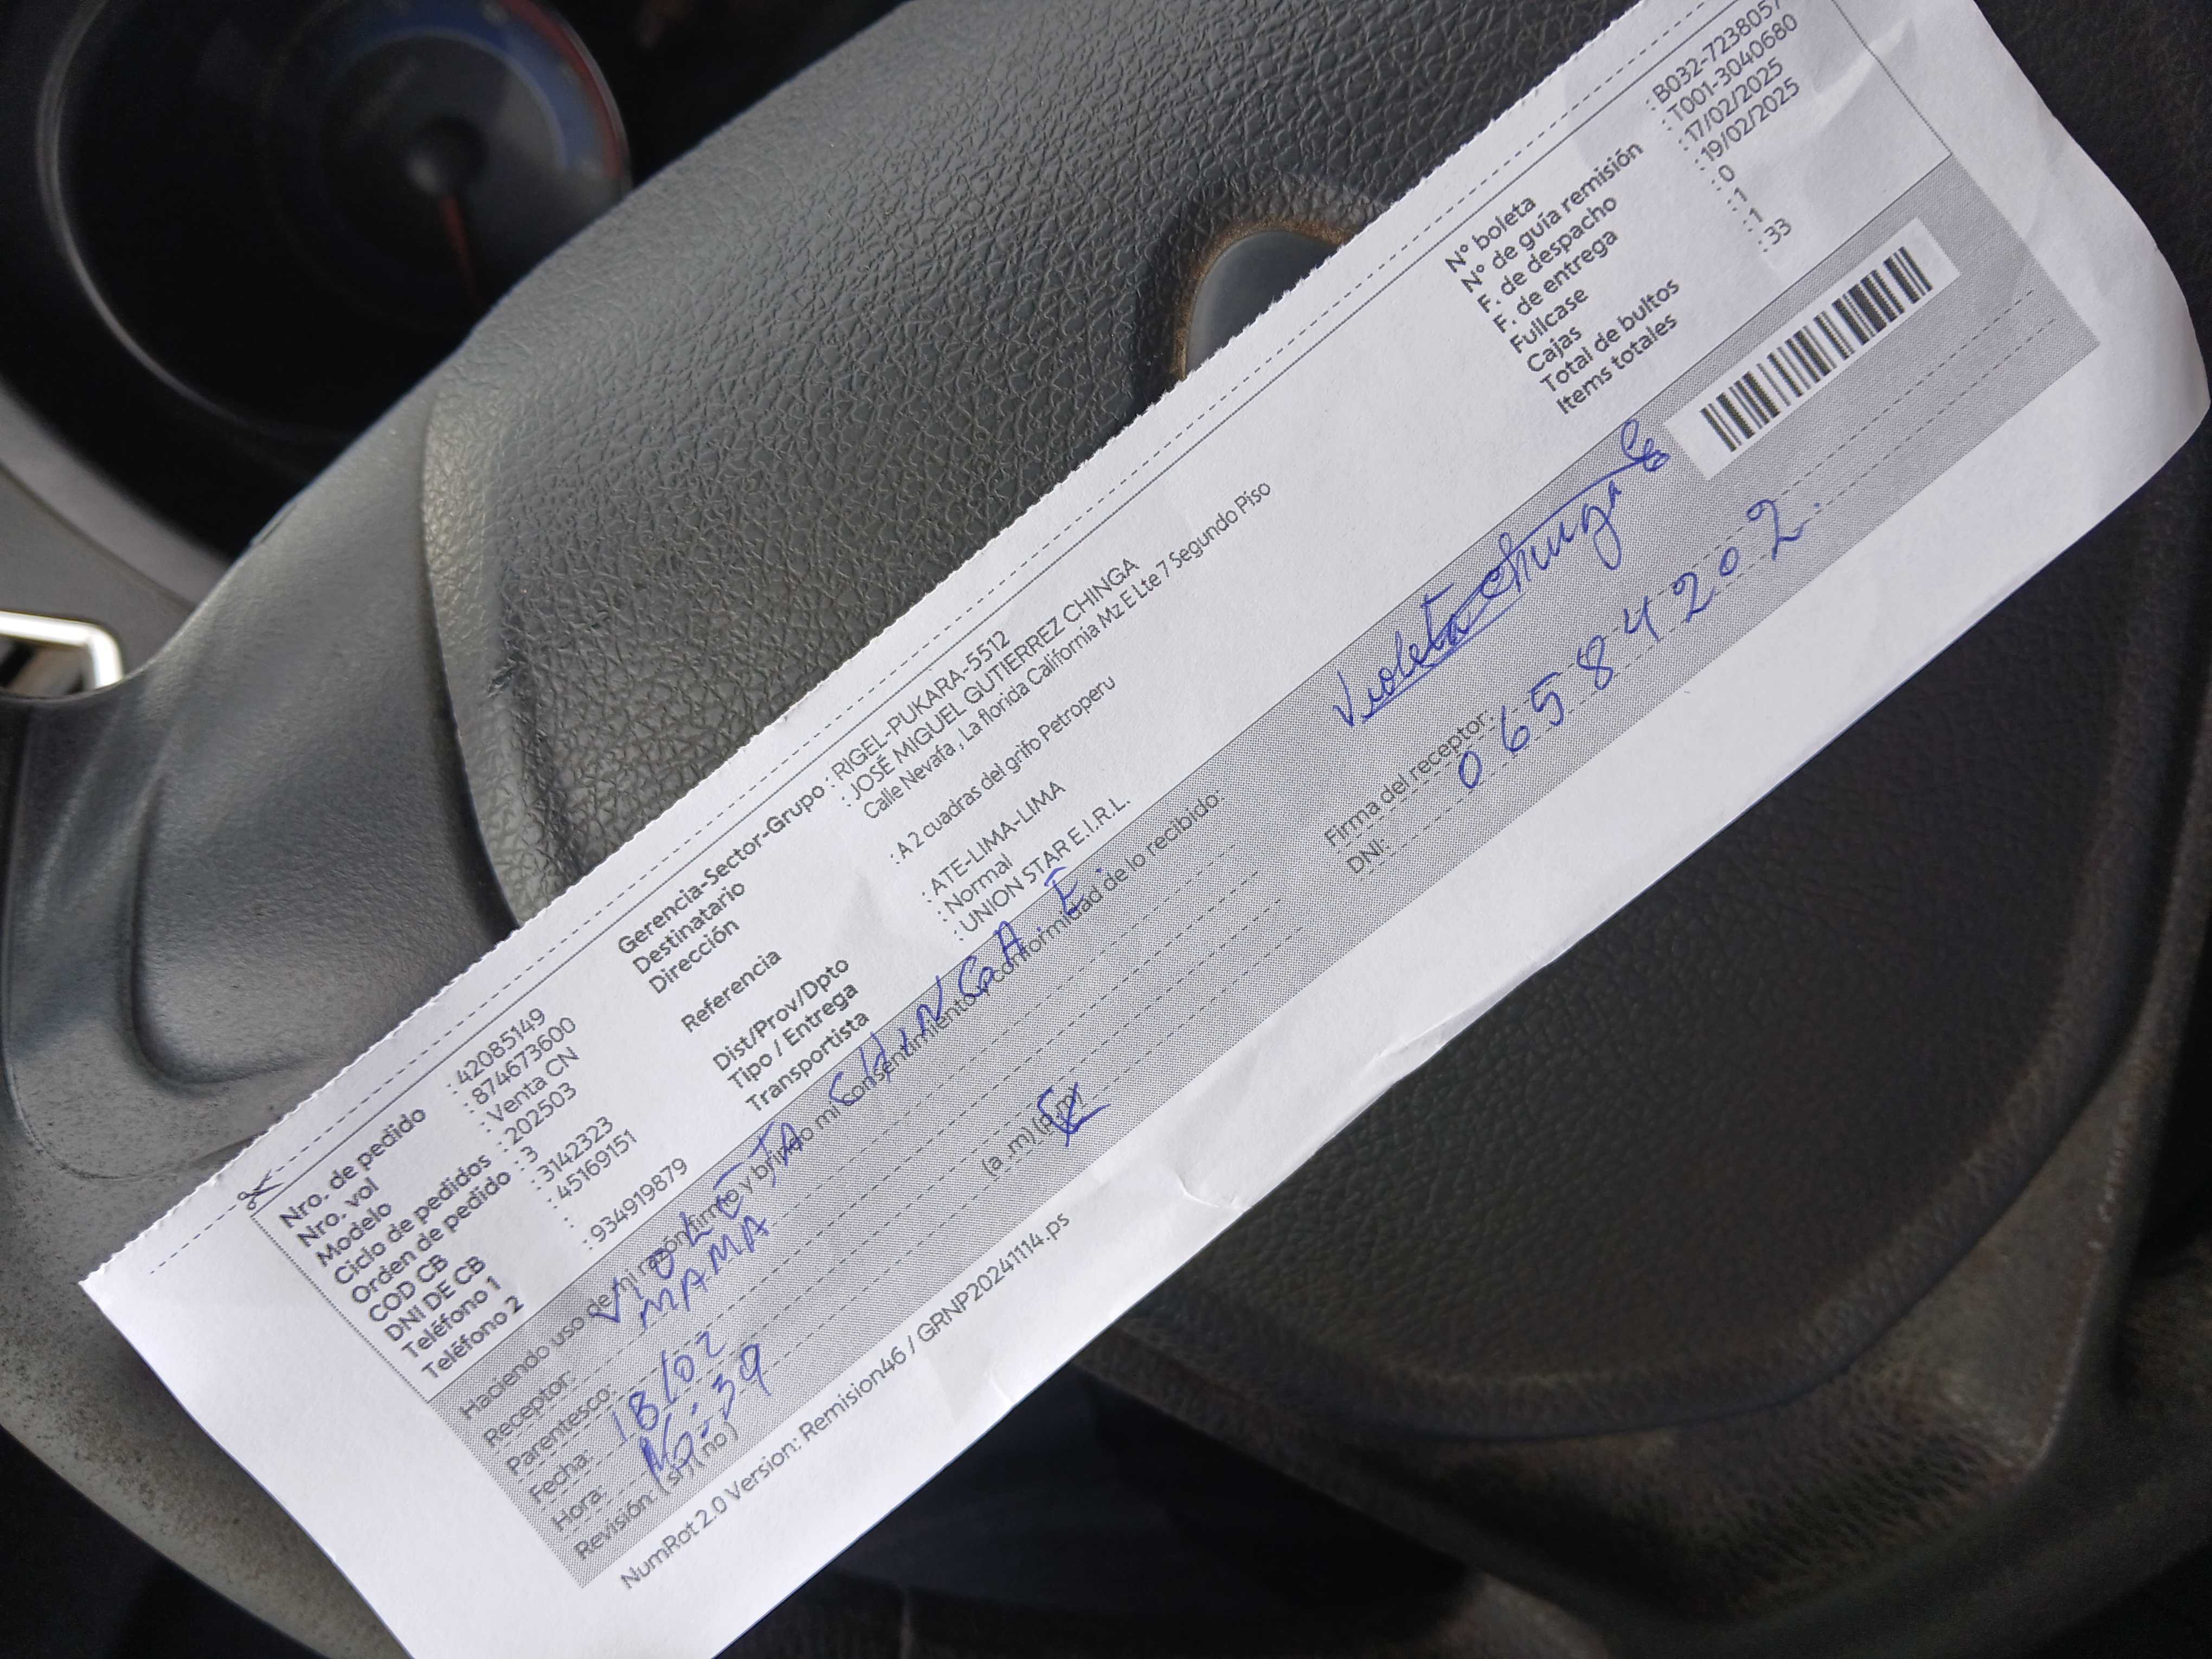 Nro. de pedido : 42085149
Nro. vol : 874673600
Modelo : Venta CN
Ciclo de pedidos : 202503
Orden de pedido : 3
COD CB : 3142323
DNI DE CB : 45169151
Teléfono 1 :
Teléfono 2 : 934919879
Gerencia-Sector-Grupo : RIGEL-PUKARA-5512
Destinatario : JOSÉ MIGUEL GUTIERREZ CHINGA
Dirección Calle Nevafa , La florida California Mz E Lte 7 Segundo Piso
Referencia : A 2 cuadras del grifo Petroperu
Dist/Prov/Dpto : ATE-LIMA-LIMA
Tipo / Entrega : Normal
Transportista : UNION STAR E.I.R.L.
N° boleta : B032-7238057
N° de guía remisión : T001-3040680
F. de despacho : 17/02/2025
F. de entrega : 19/02/2025
Fullcase : 0
Cajas : 1
Total de bultos : 1
Items totales : 33
Haciendo uso de mi razón firmo y brindo mi consentimiento y conformidad de lo recibido:
Receptor: VIOLETA CHINGA E.
Parentesco: MAMA
Fecha: 18/02
Hora: 16:39 (a.m)(p.m)
Revisión: (si) (no)
Violeta Chinga
Firma del receptor:
DNI: 06584202.
NumRot 2.0 Version: Remision46 / GRNP20241114.ps